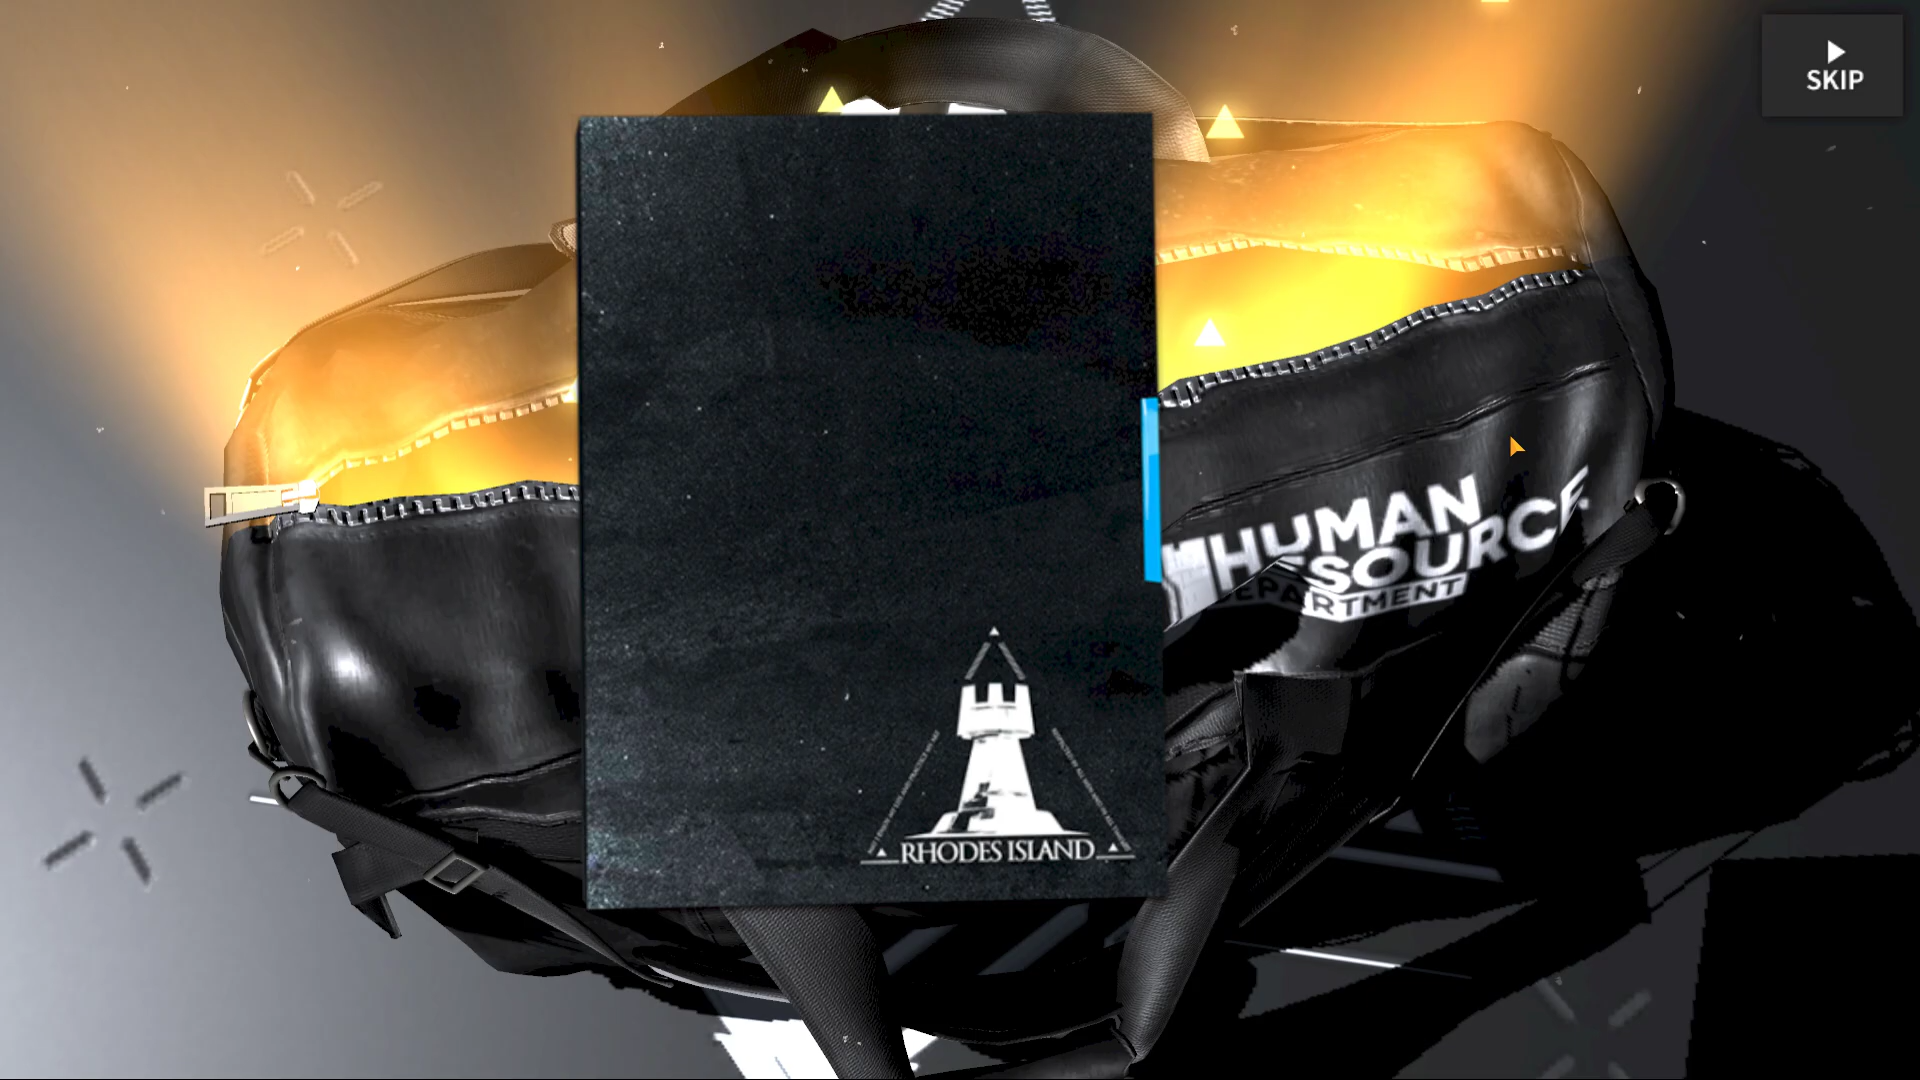 SKIP
HUMAN
RESOURCE
DEPARTMENT
RHODES ISLAND